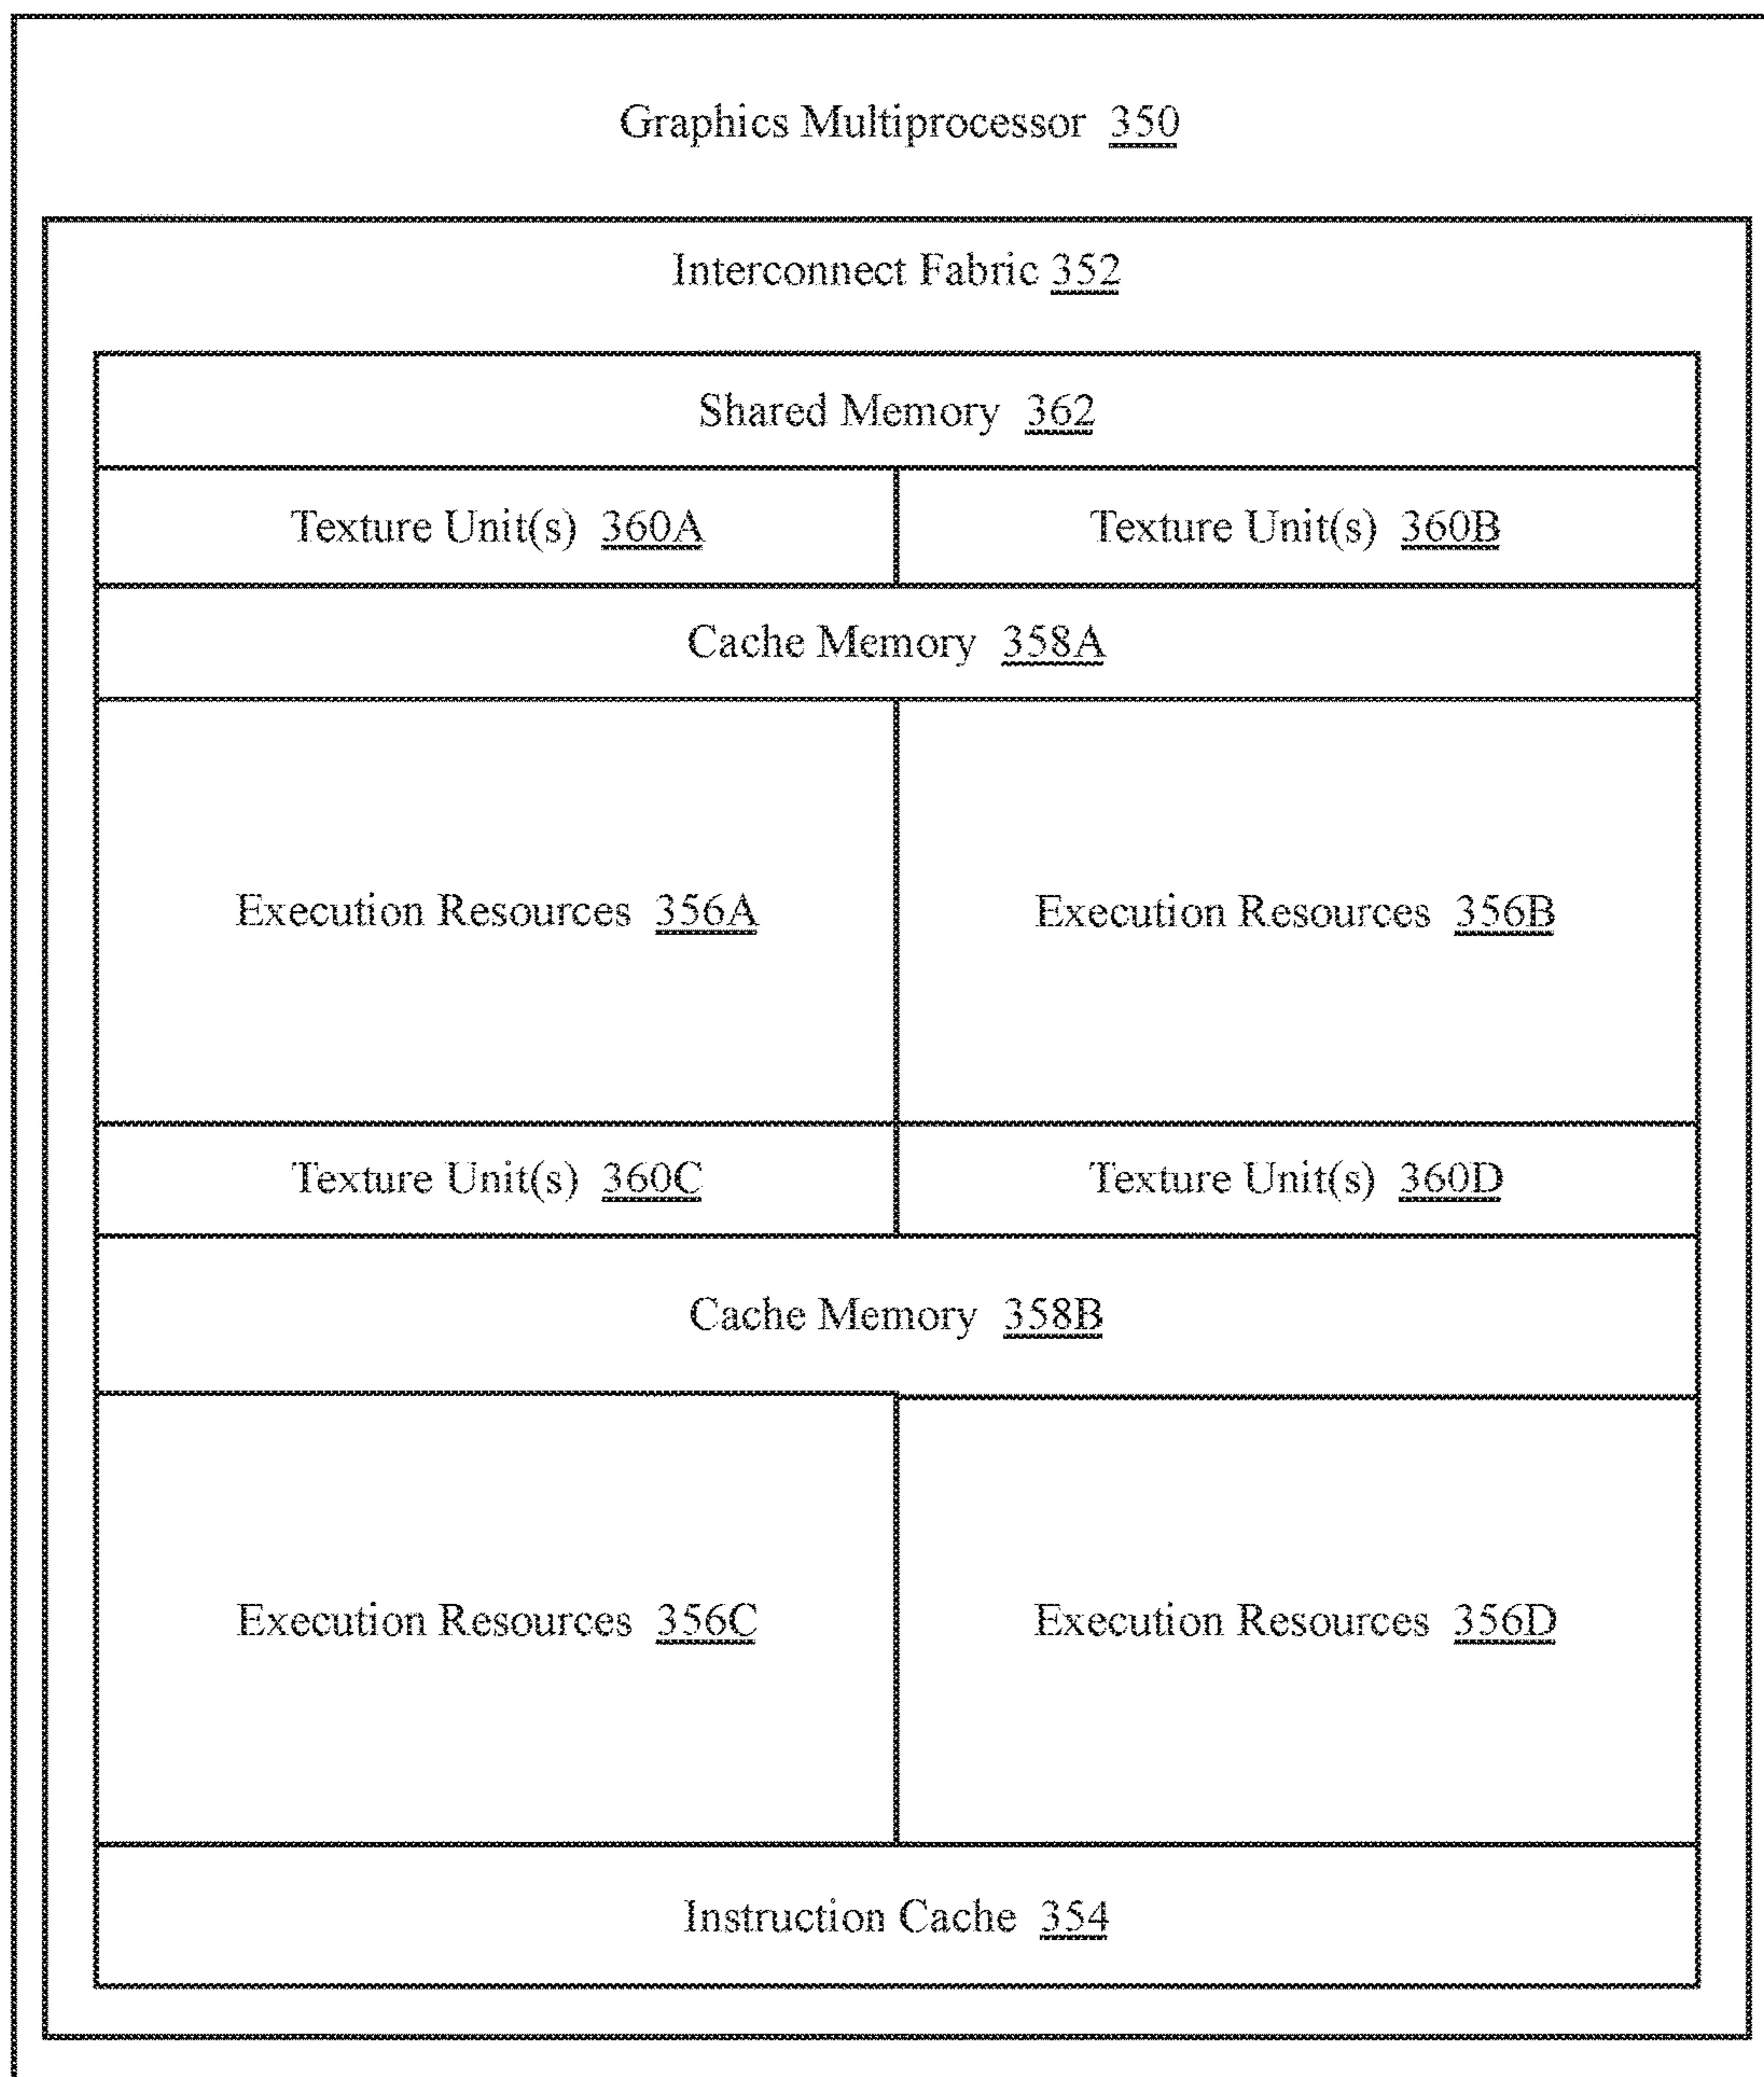 Graphics Multiprocessor 350
Interconnect Fabric 352
Shared Memory 362
Texture Unit(s) 360A
Texture Unit(s) 360B
Cache Memory 358A
Execution Resources 356A
Execution Resources 356B
Texture Unit(s) 360C
Texture Unit(s) 360D
Cache Memory 358B
Execution Resources 356C
Execution Resources 356D
Instruction Cache 354